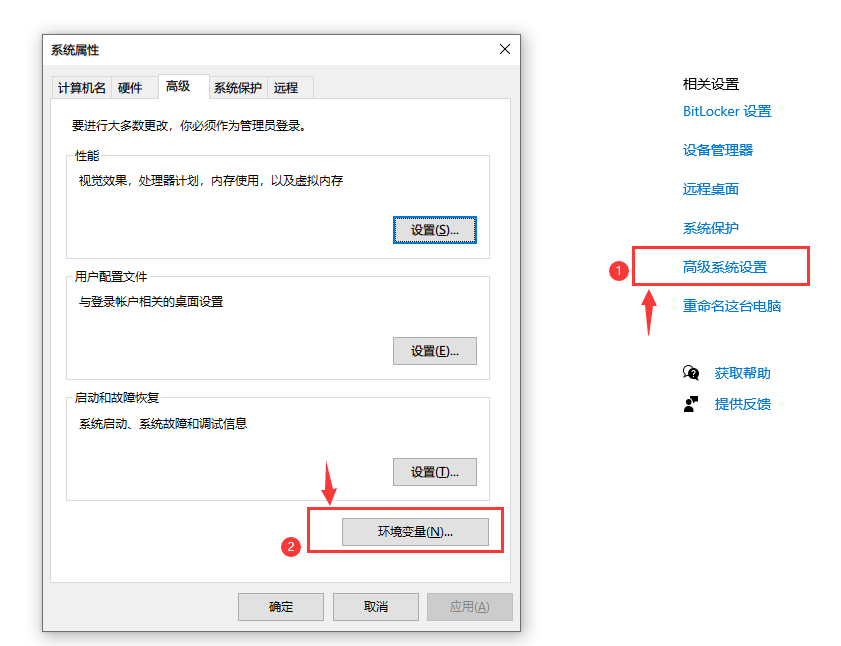 系统属性
计算机名 硬件 高级 系统保护 远程
要进行大多数更改，你必须作为管理员登录。
性能
视觉效果，处理器计划，内存使用，以及虚拟内存
设置(S)...
用户配置文件
与登录帐户相关的桌面设置
设置(E)...
启动和故障恢复
系统启动、系统故障和调试信息
设置(T)...
2
环境变量(N)...
确定 取消 应用(A)
相关设置
BitLocker 设置
设备管理器
远程桌面
系统保护
1
高级系统设置
重命名这台电脑
获取帮助
提供反馈